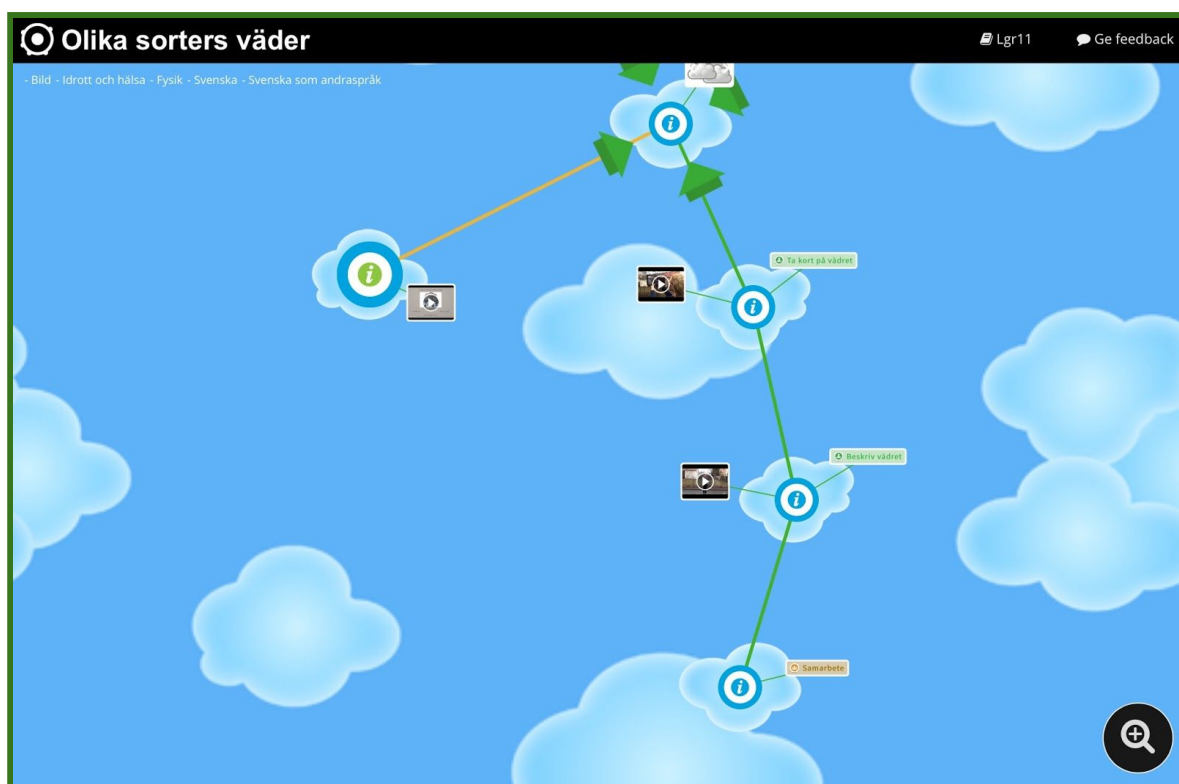 Olika sorters väder
Lgr11
Ge feedback
- Bild - Idrott och hälsa - Fysik - Svenska - Svenska som andraspråk
Ta kort på vädret
Beskriv vädret
Samarbete